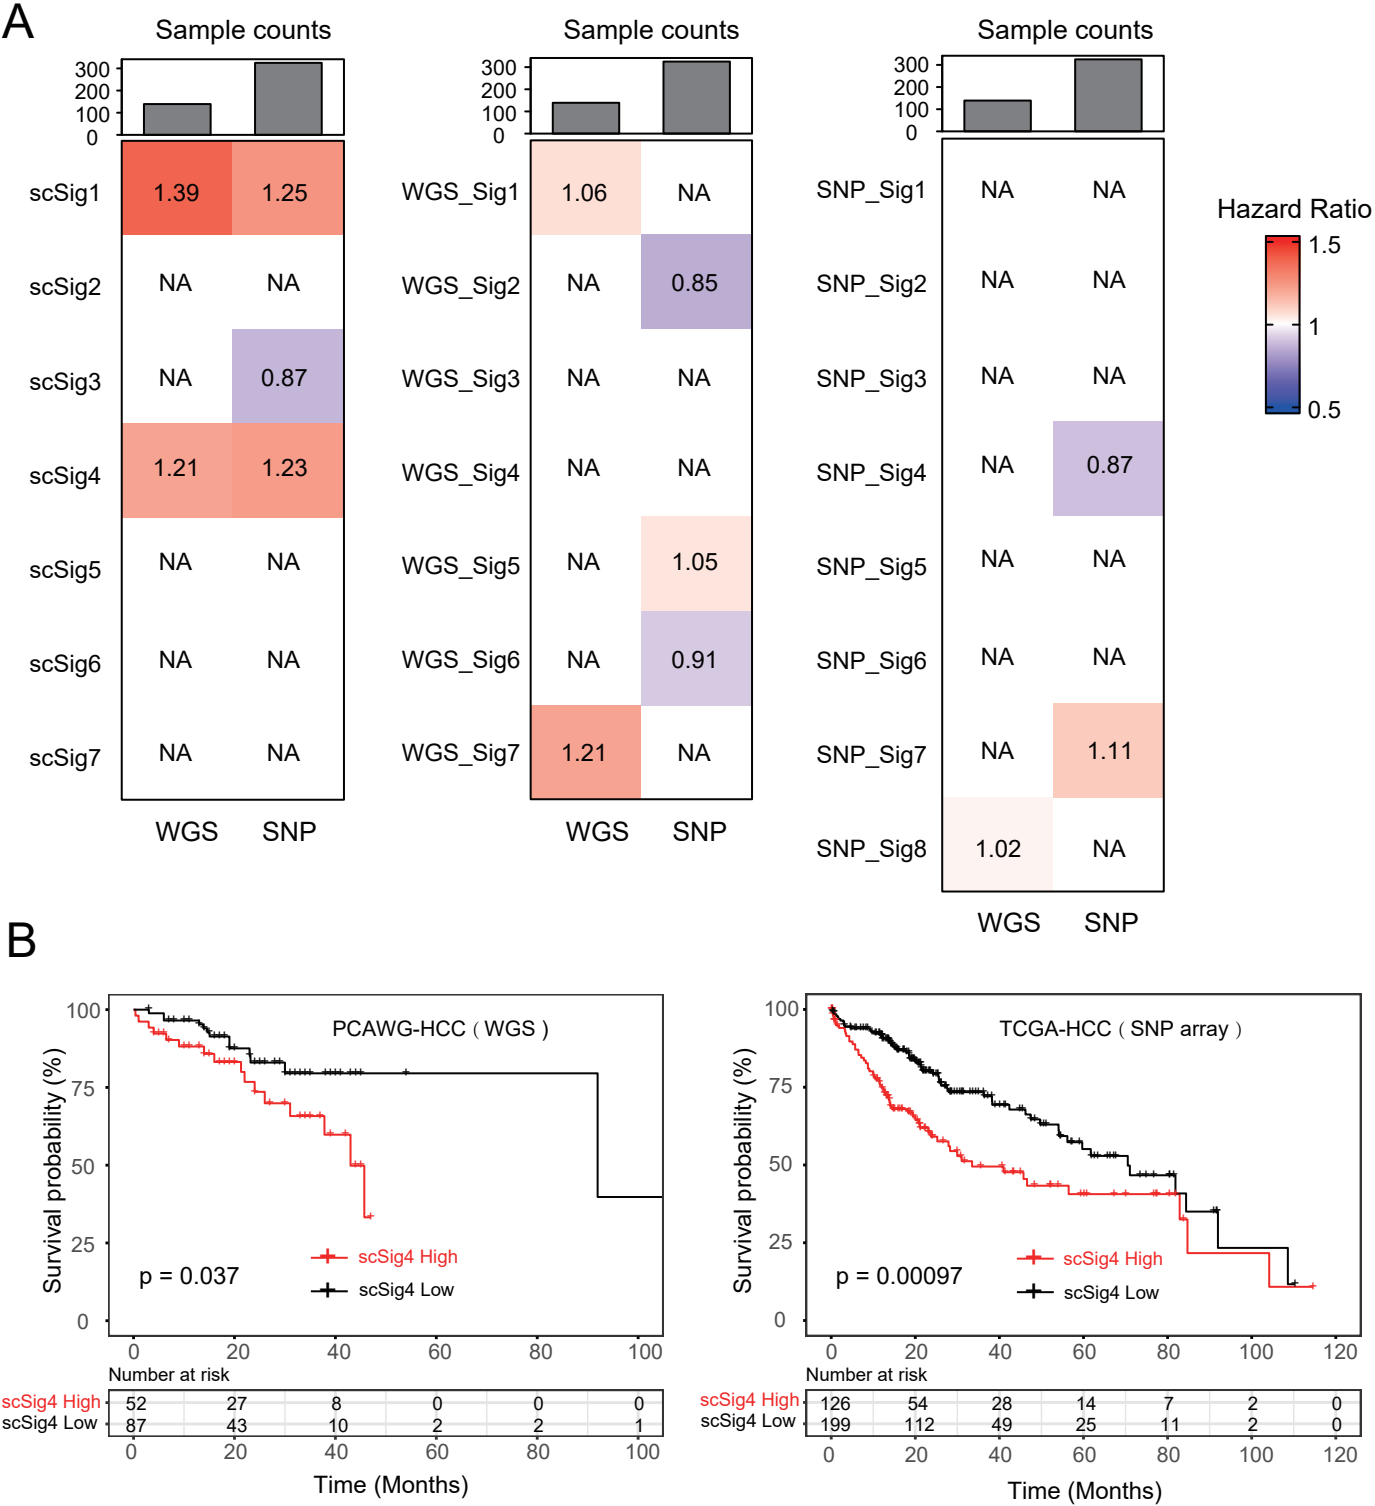 A
Sample counts
Sample counts
Sample counts
300
200
100
0
300
200
100
0
300
200
100
0
scSig1 1.39 1.25
scSig2 NA NA
scSig3 NA 0.87
scSig4 1.21 1.23
scSig5 NA NA
scSig6 NA NA
scSig7 NA NA
WGS SNP
WGS_Sig1 1.06 NA
WGS_Sig2 NA 0.85
WGS_Sig3 NA NA
WGS_Sig4 NA NA
WGS_Sig5 NA 1.05
WGS_Sig6 NA 0.91
WGS_Sig7 1.21 NA
WGS SNP
SNP_Sig1 NA NA
SNP_Sig2 NA NA
SNP_Sig3 NA NA
SNP_Sig4 NA 0.87
SNP_Sig5 NA NA
SNP_Sig6 NA NA
SNP_Sig7 NA 1.11
SNP_Sig8 1.02 NA
WGS SNP
Hazard Ratio
1.5
1
0.5
B
Survival probability (%)
100
75
50
25
0
PCAWG-HCC ( WGS )
scSig4 High
scSig4 Low
p = 0.037
0 20 40 60 80 100
Number at risk
scSig4 High 52 27 8 0 0 0
scSig4 Low 87 43 10 2 2 1
0 20 40 60 80 100
Time (Months)
Survival probability (%)
100
75
50
25
0
TCGA-HCC ( SNP array )
scSig4 High
scSig4 Low
p = 0.00097
0 20 40 60 80 100 120
Number at risk
scSig4 High 126 54 28 14 7 2 0
scSig4 Low 199 112 49 25 11 2 0
0 20 40 60 80 100 120
Time (Months)